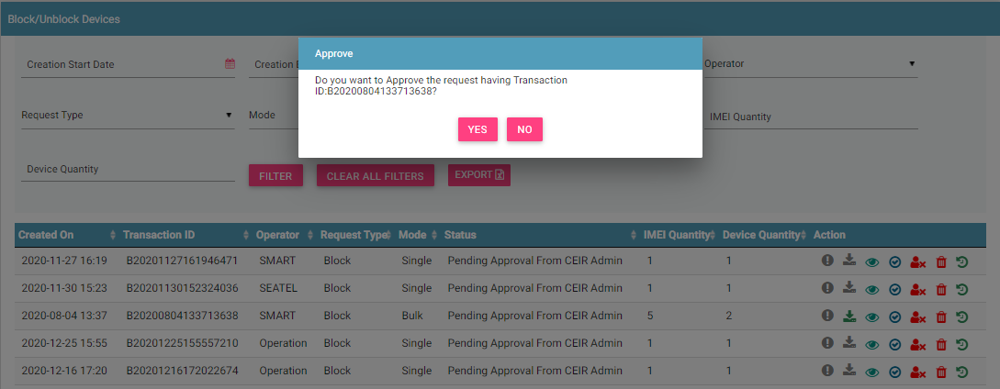 Block/Unblock Devices
Approve
Do you want to Approve the request having Transaction
ID:B20200804133713638?
YES NO
Creation Start Date
Creation
Operator
Request Type
Mode
IMEI Quantity
Device Quantity
FILTER
CLEAR ALL FILTERS
EXPORT
Created On Transaction ID Operator Request Type Mode Status IMEI Quantity Device Quantity Action
2020-11-27 16:19 B20201127161946471 SMART Block Single Pending Approval From CEIR Admin 1 1
2020-11-30 15:23 B20201130152324036 SEATEL Block Single Pending Approval From CEIR Admin 1 1
2020-08-04 13:37 B20200804133713638 SMART Block Bulk Pending Approval From CEIR Admin 5 2
2020-12-25 15:55 B20201225155557210 Operation Block Single Pending Approval From CEIR Admin 1 1
2020-12-16 17:20 B20201216172022674 Operation Block Single Pending Approval From CEIR Admin 1 1